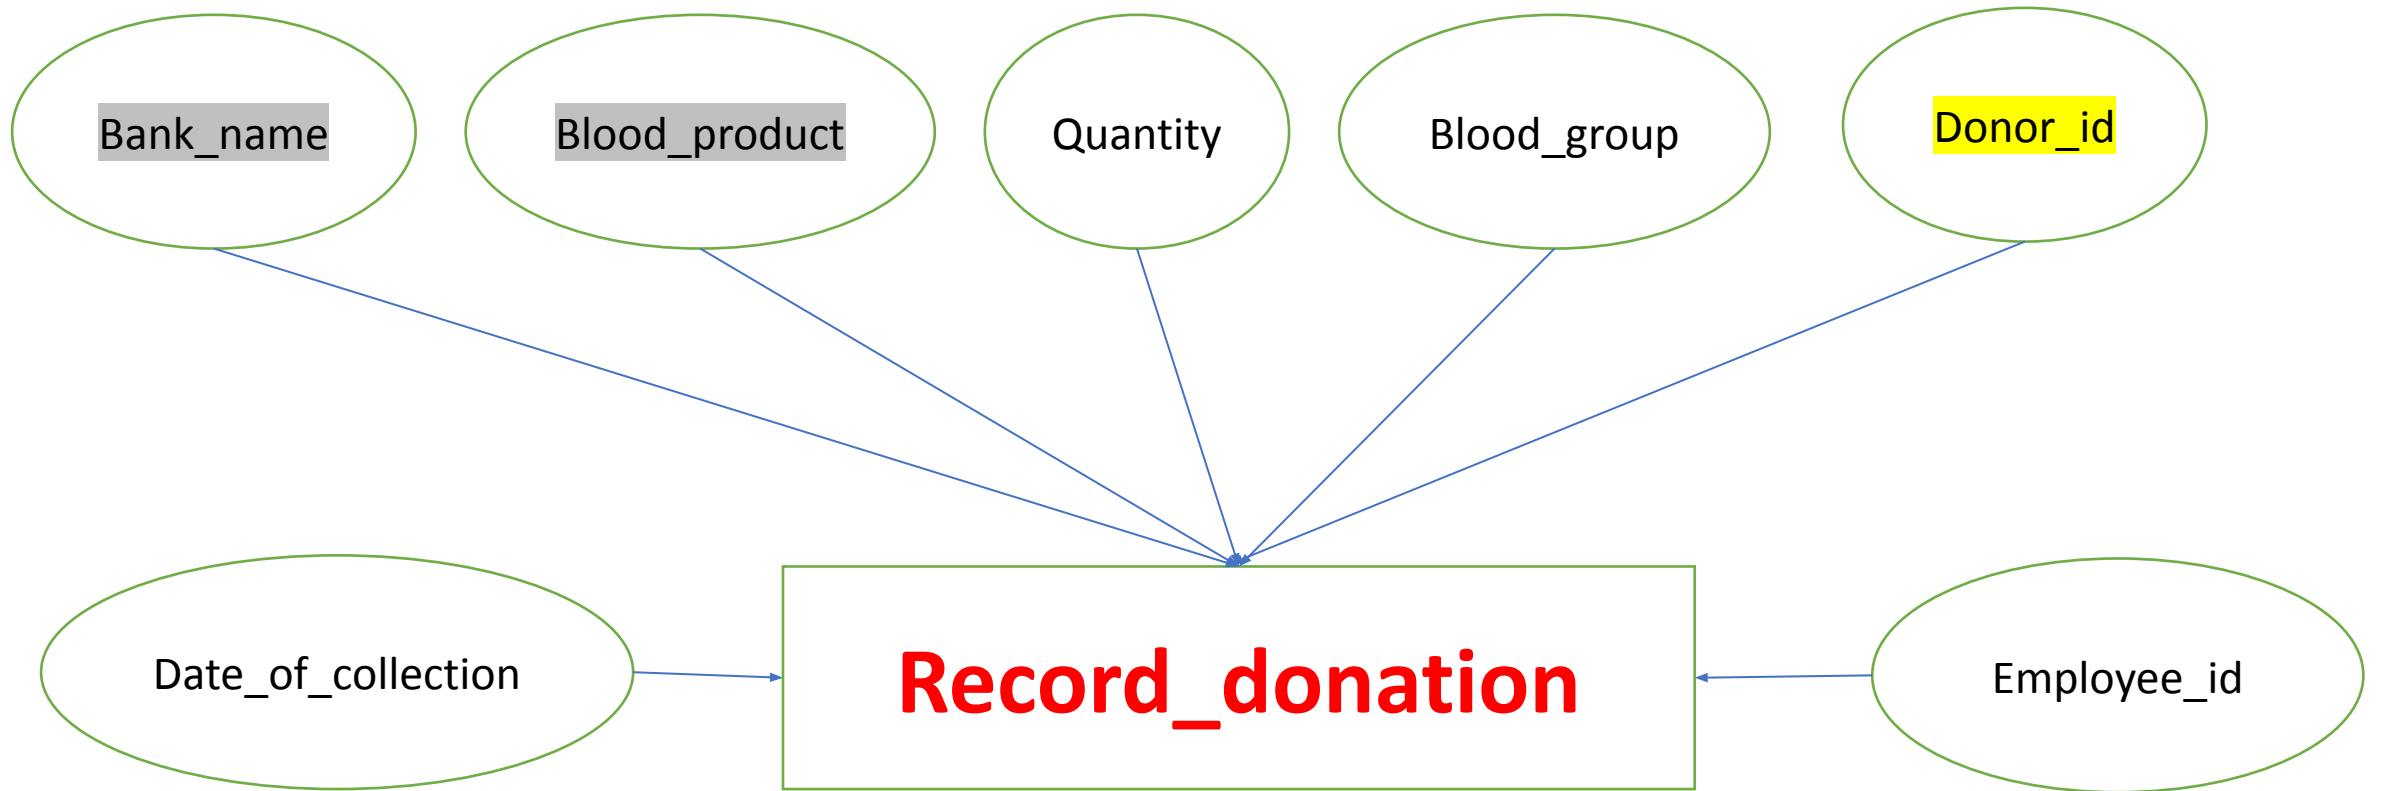 Bank_name
Blood_product
Quantity
Blood_group
Donor_id
Date_of_collection
Record_donation
Employee_id